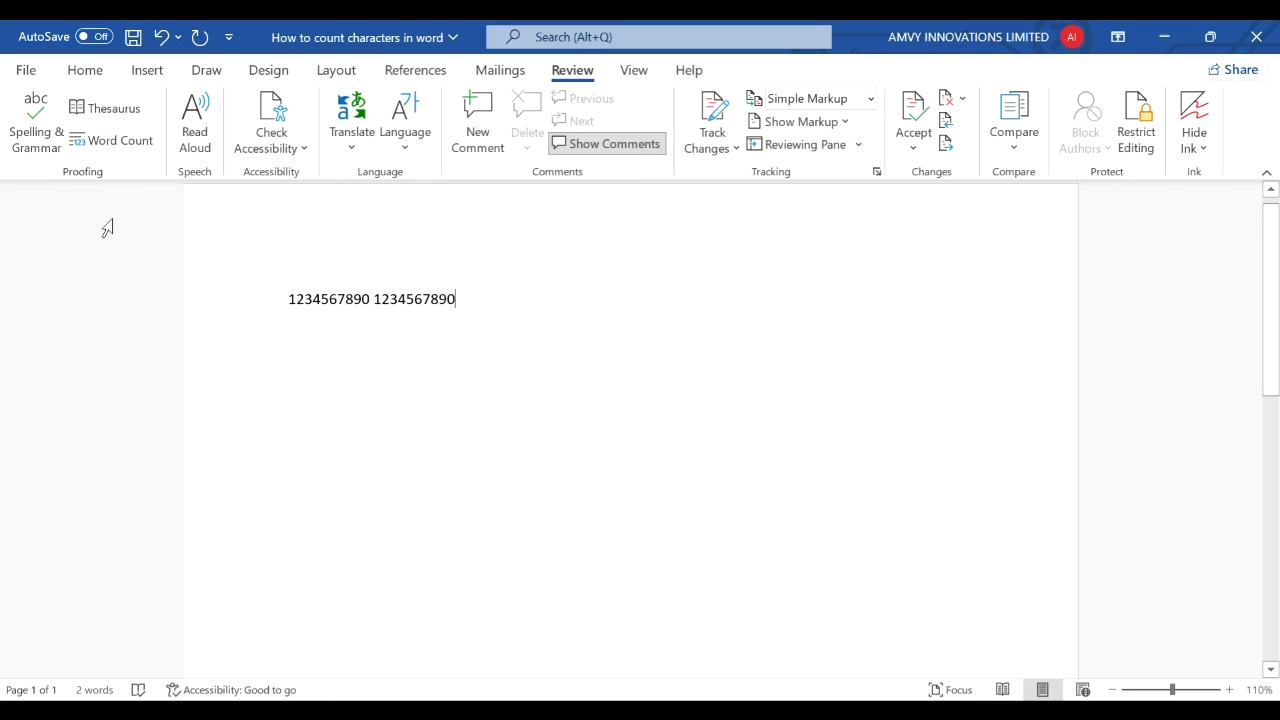 AutoSave Off How to count characters in word Search (Alt+Q) AMVY INNOVATIONS LIMITED AI
File Home Insert Draw Design Layout References Mailings Review View Help Share
abc
Spelling &
Grammar
Thesaurus
123
Word Count
Proofing
A
Read
Aloud
Speech
Check
Accessibility
Accessibility
a あ
Translate
A字
Language
Language
New
Comment
Delete
Previous
Next
Show Comments
Comments
Track
Changes
Simple Markup
Show Markup
Reviewing Pane
Tracking
Accept
Changes
Compare
Compare
Block
Authors
Restrict
Editing
Protect
Hide
Ink
Ink
1234567890 1234567890
Page 1 of 1 2 words Accessibility: Good to go Focus 110%